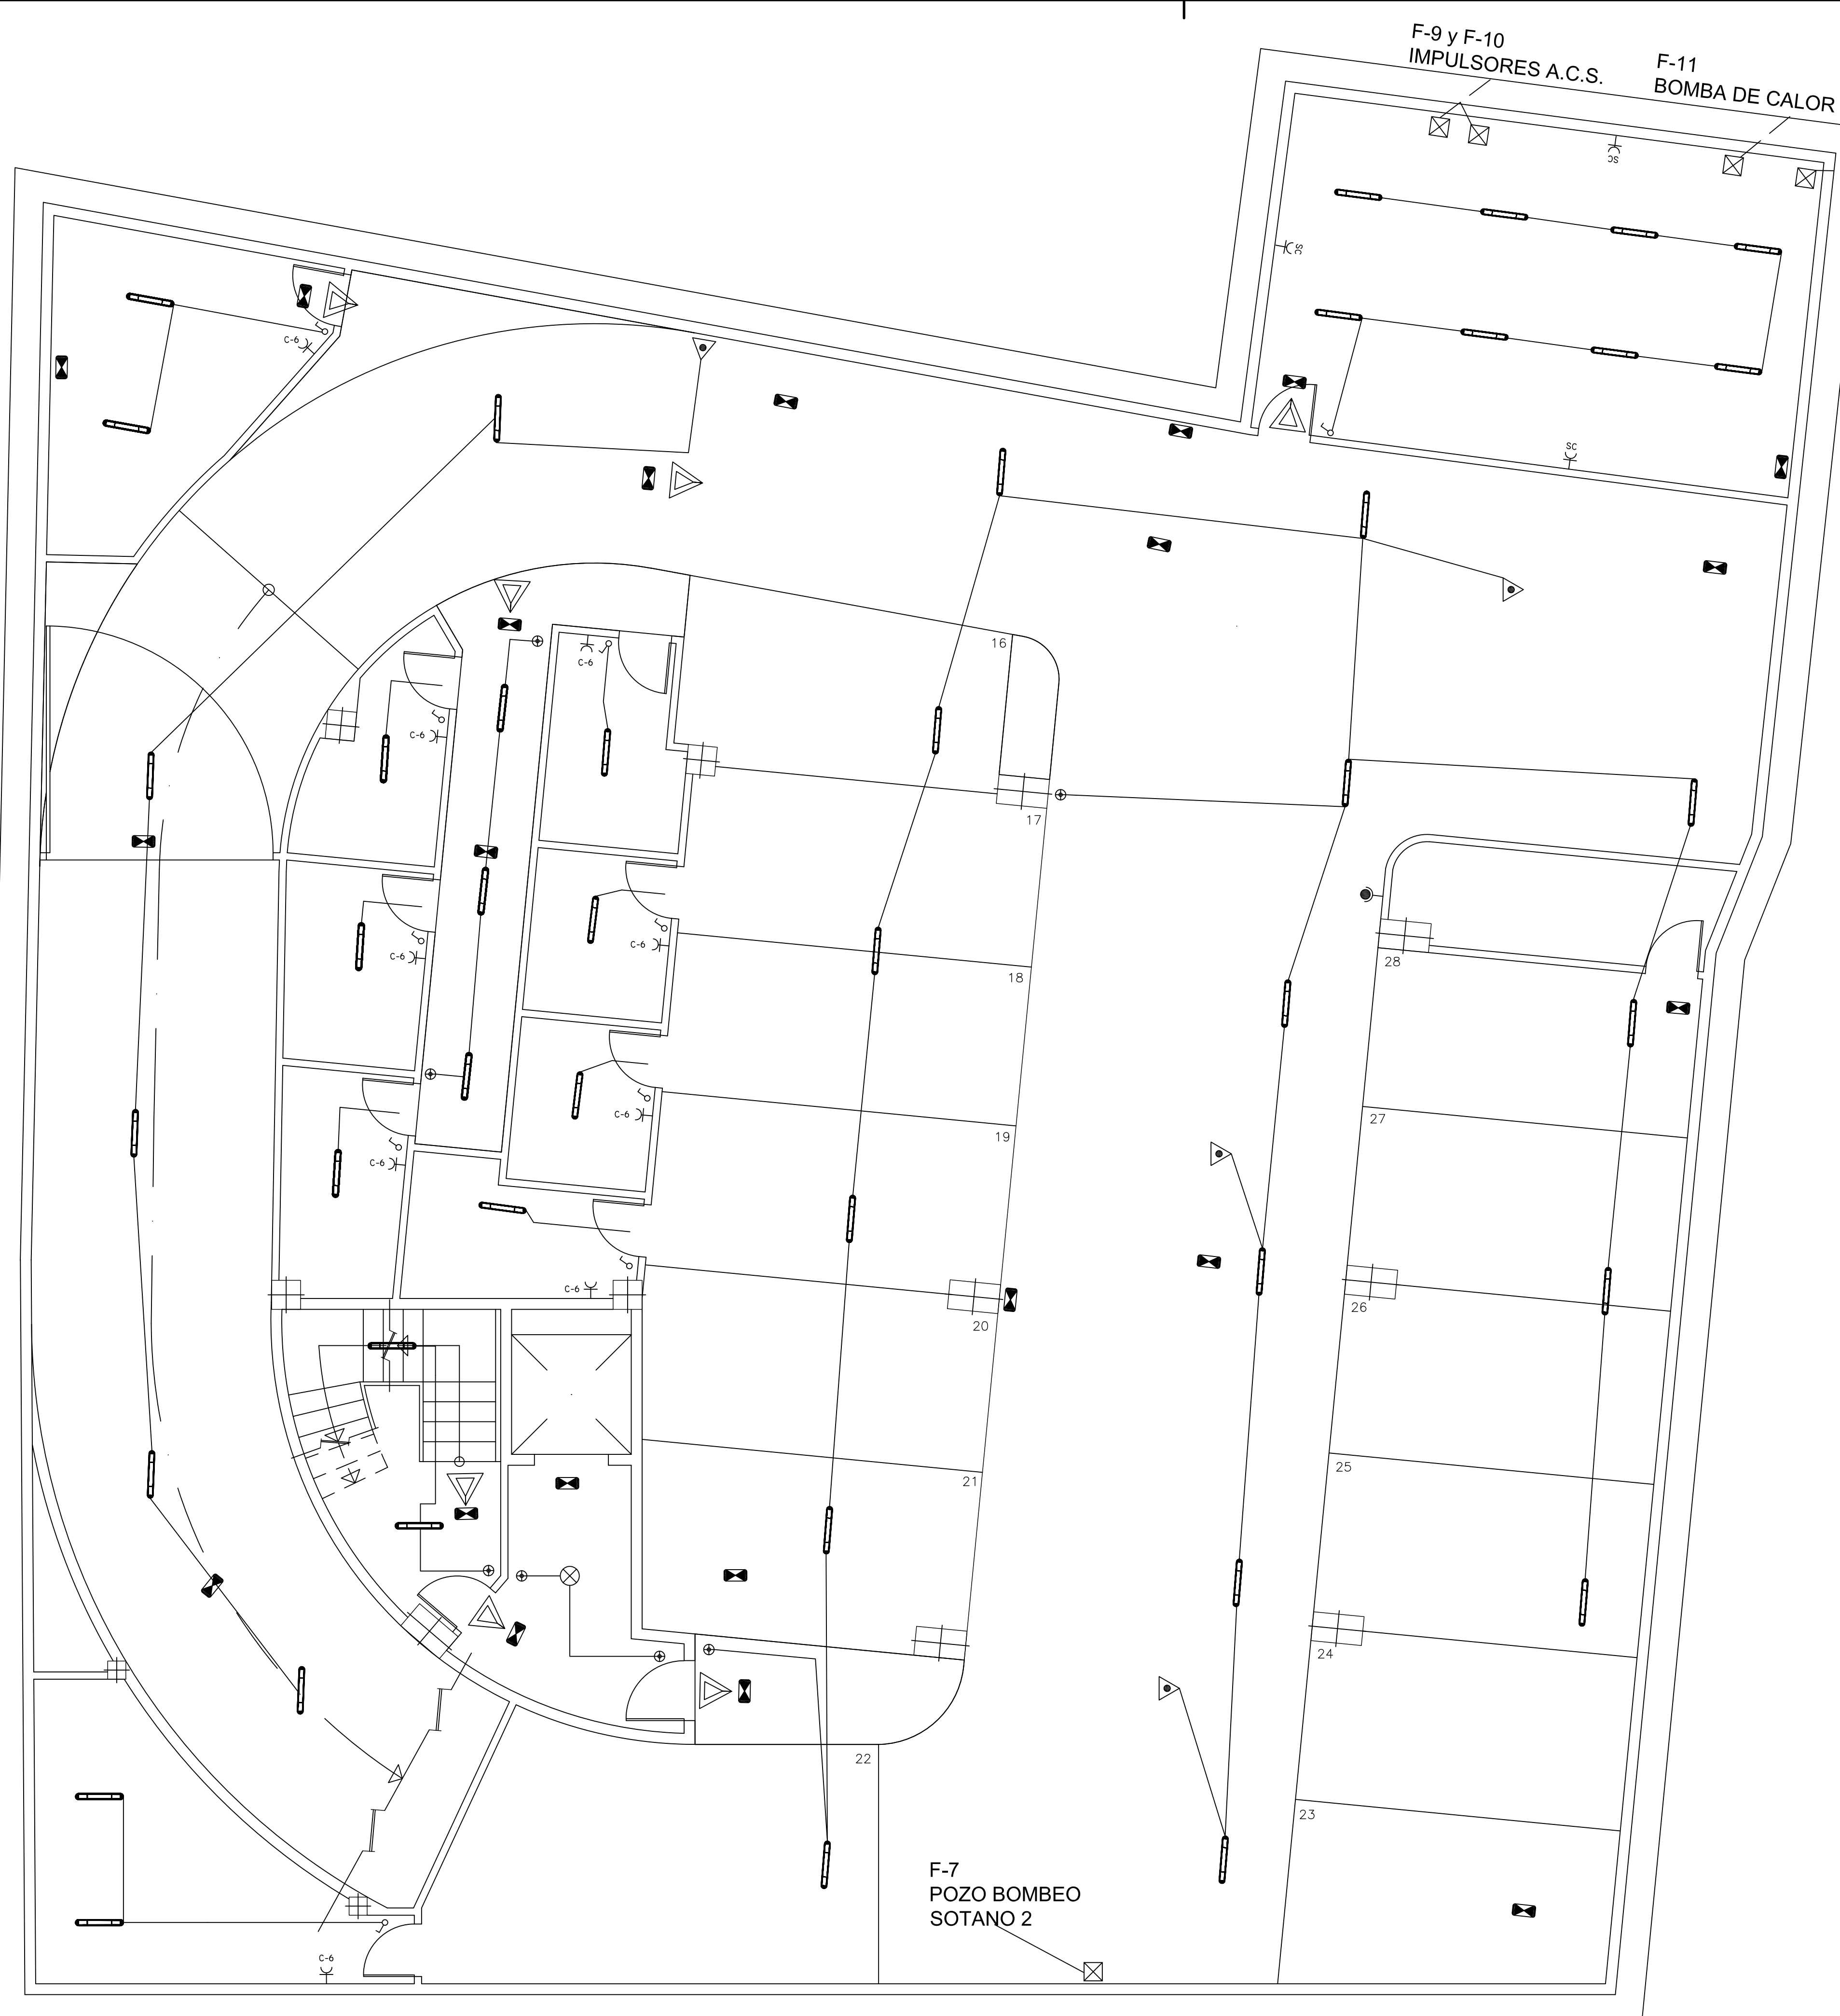 F-9 y F-10
IMPULSORES A.C.S.
F-11
BOMBA DE CALOR
SC
SC
C-6
SC
16
C-6
C-6
17
C-6
C-6
28
18
C-6
27
19
C-6
C-6
26
20
25
21
24
22
23
F-7
POZO BOMBEO
SOTANO 2
C-6